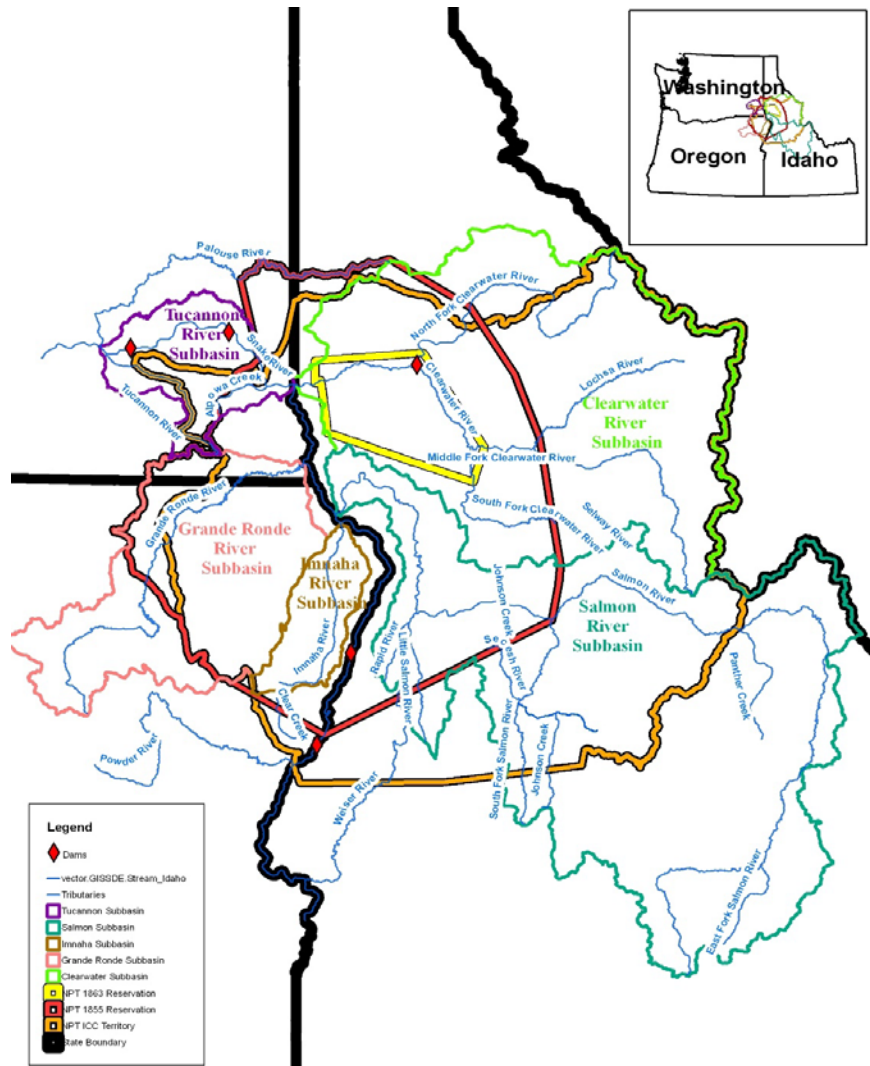 Washington
Oregon
Idaho
Palouse River
North Fork Clearwater River
Tucannon
River
Subbasin
SnakeRiver
Alpowa Creek
Tucannon River
Clearwater River
Lochsa River
Clearwater
River
Subbasin
Middle Fork Clearwater River
South Fork Clearwater River
Selway River
Grande Ronde River
Grande Ronde
River
Subbasin
Imnaha
River
Subbasin
Imnaha River
Rapid River
Little Salmon River
Johnson Creek
Secesh River
Salmon River
Salmon
River
Subbasin
Panther Creek
Clear Creek
Powder River
Weiser River
South Fork Salmon River
Johnson Creek
East Fork Salmon River
Legend
Dams
vector.GISSDE.Stream_Idaho
Tributaries
Tucannon Subbasin
Salmon Subbasin
Imnaha Subbasin
Grande Ronde Subbasin
Clearwater Subbasin
NPT 1863 Reservation
NPT 1855 Reservation
NPT ICC Territory
State Boundary